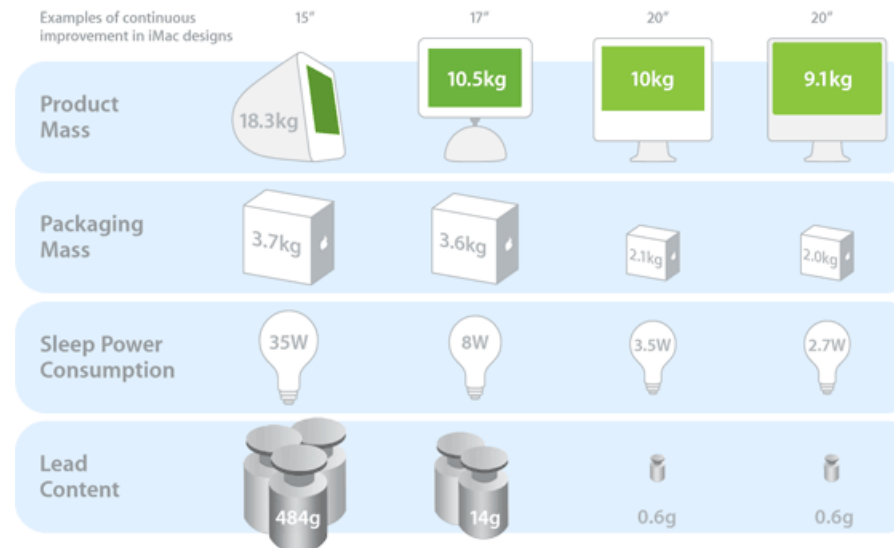 Examples of continuous
improvement in iMac designs
15”
17”
20”
20”
Product
Mass
18.3kg
10.5kg
10kg
9.1kg
Packaging
Mass
3.7kg
3.6kg
2.1kg
2.0kg
Sleep Power
Consumption
35W
8W
3.5W
2.7W
Lead
Content
484g
14g
0.6g
0.6g